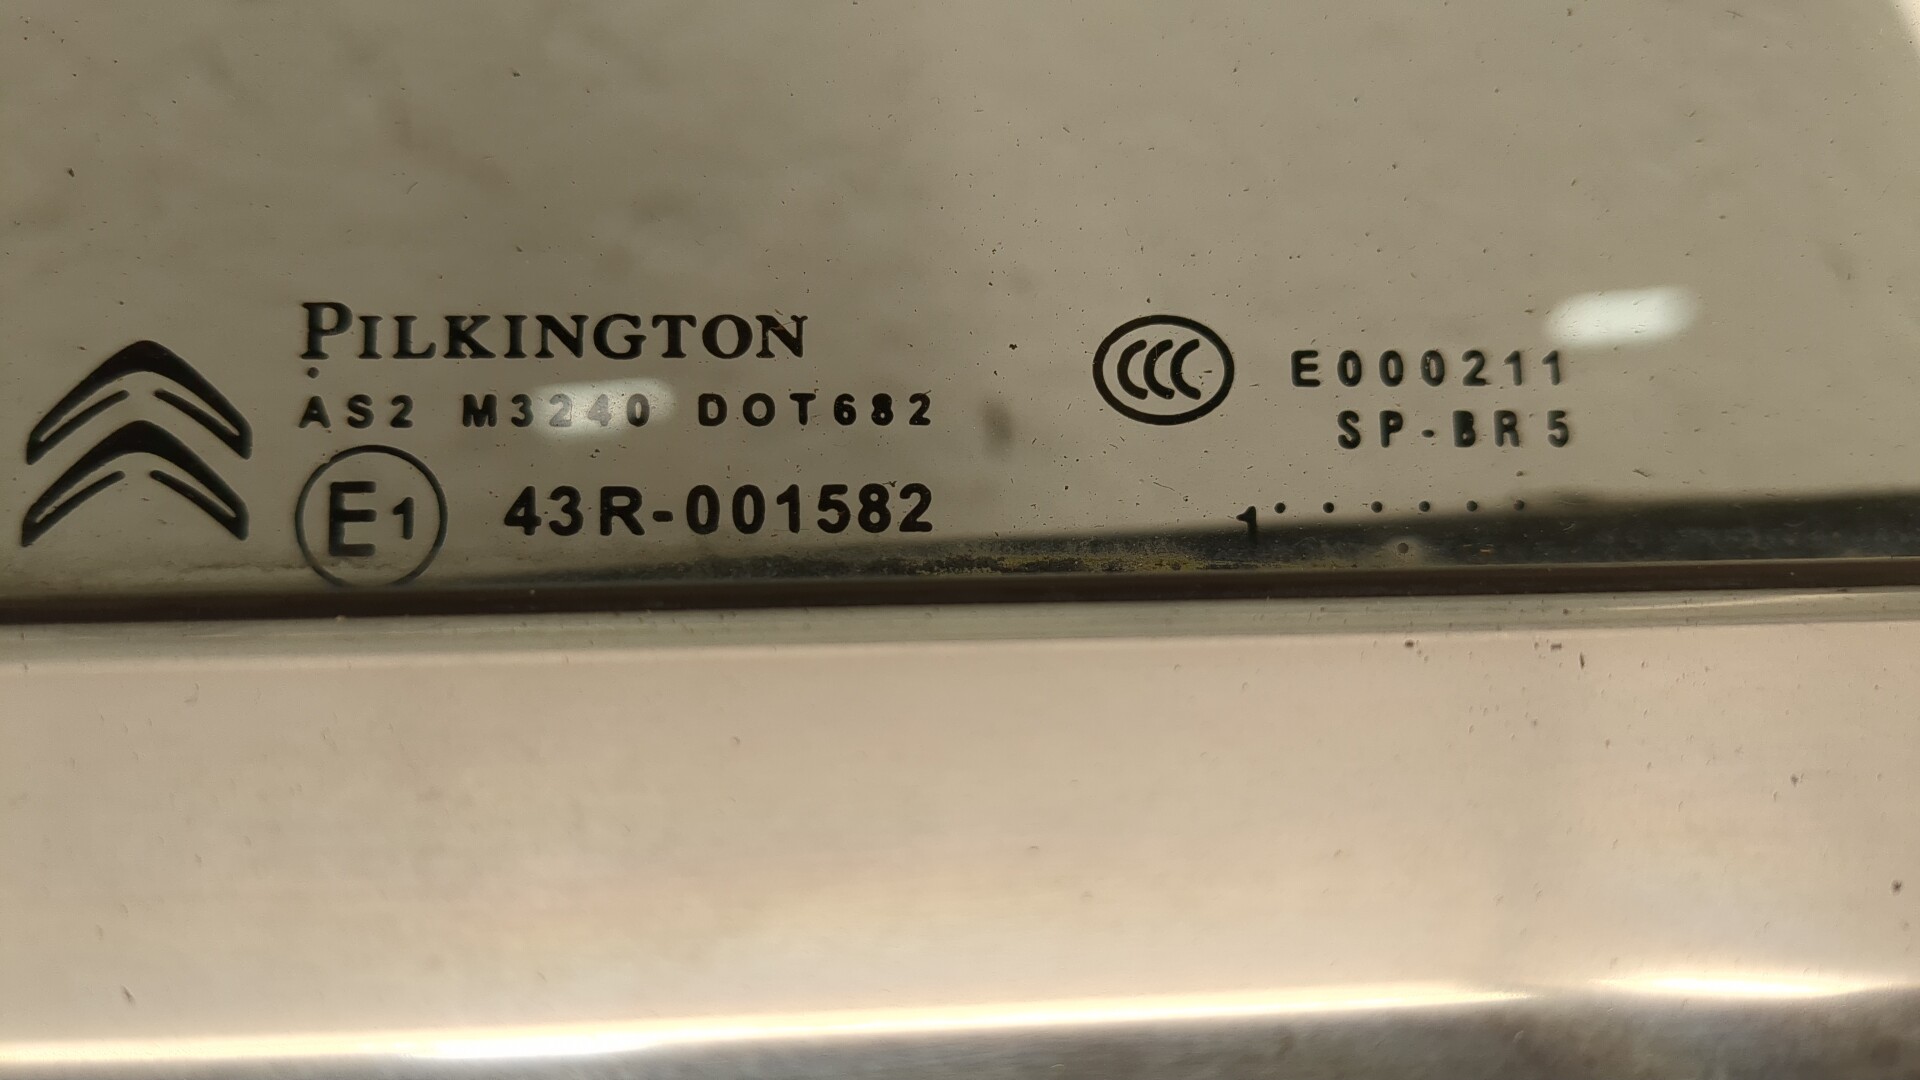 PILKINGTON
AS2 M3240 DOT682
E1 43R-001582
CCC E000211
SP-BR5
1.......